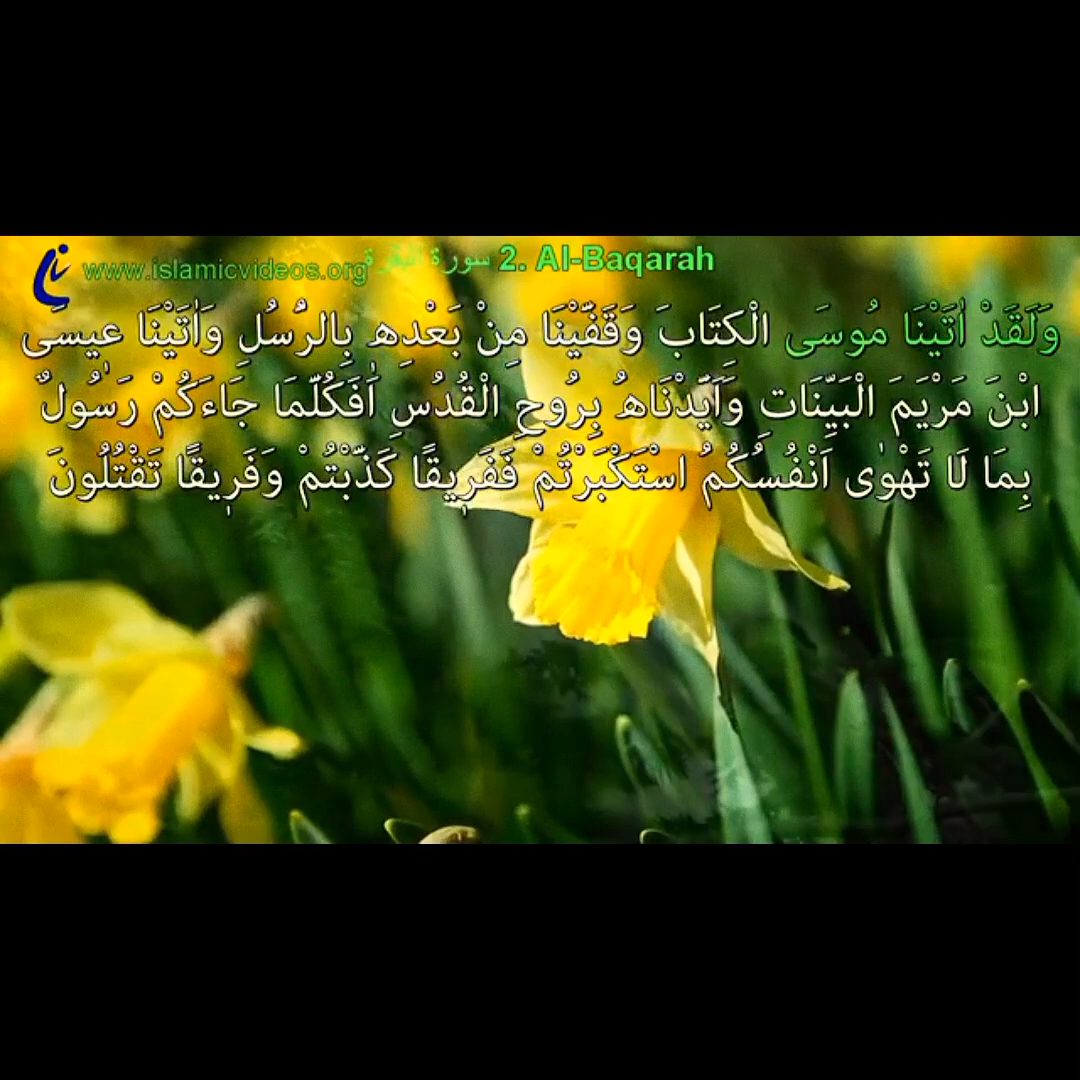 www.islamicvideos.org
سورة البقرة 2. Al-Baqarah
وَلَقَدْ اٰتَيْنَا مُوسَى الْكِتَابَ وَقَفَّيْنَا مِنْ بَعْدِهٖ بِالرُّسُلِ وَاٰتَيْنَا عٖيسَى
ابْنَ مَرْيَمَ الْبَيِّنَات وَاَيَّدْنَاهُ بِرُوحِ الْقُدُسِ اَفَكُلَّمَا جَاءَكُمْ رَسُولٌ
بِمَا لَا تَهْوٰى اَنْفُسُكُمُ اسْتَكْبَرْتُمْ فَفَرٖيقًا كَذَّبْتُمْ وَفَرٖيقًا تَقْتُلُونَ